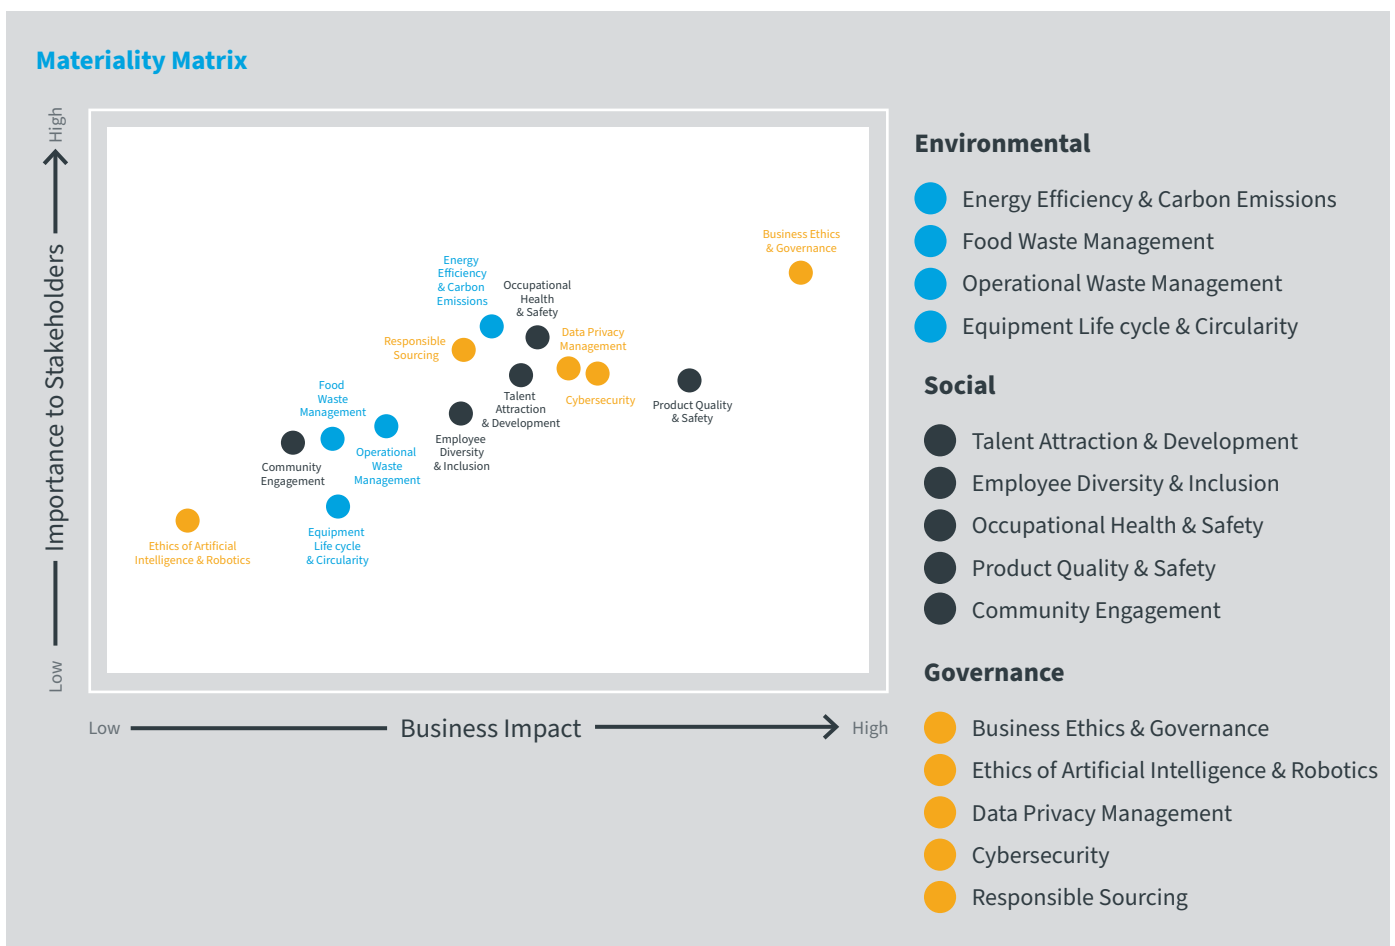 Materiality Matrix
High
Importance to Stakeholders
Low
Business Ethics
& Governance
Energy
Efficiency
& Carbon
Emissions
Occupational
Health
& Safety
Responsible
Sourcing
Data Privacy
Management
Cybersecurity
Talent
Attraction
& Development
Product Quality
& Safety
Food
Waste
Management
Employee
Diversity
& Inclusion
Operational
Waste
Management
Community
Engagement
Ethics of Artificial
Intelligence & Robotics
Equipment
Life cycle
& Circularity
Low
Business Impact
High
Environmental
Energy Efficiency & Carbon Emissions
Food Waste Management
Operational Waste Management
Equipment Life cycle & Circularity
Social
Talent Attraction & Development
Employee Diversity & Inclusion
Occupational Health & Safety
Product Quality & Safety
Community Engagement
Governance
Business Ethics & Governance
Ethics of Artificial Intelligence & Robotics
Data Privacy Management
Cybersecurity
Responsible Sourcing